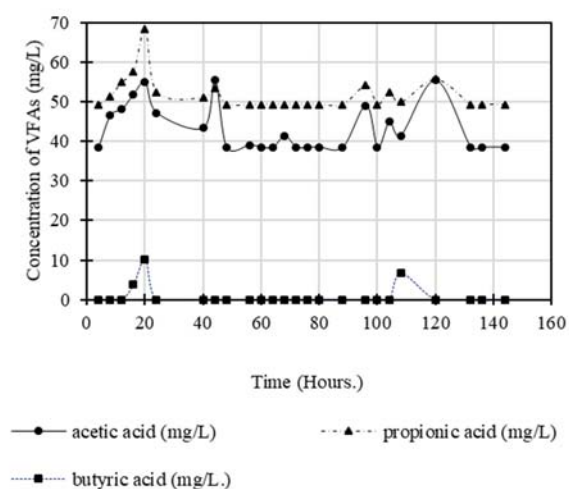 Concentration of VFAs (mg/L)
70
60
50
40
30
20
10
0
0 20 40 60 80 100 120 140 160
Time (Hours.)
acetic acid (mg/L) propionic acid (mg/L)
butyric acid (mg/L.)